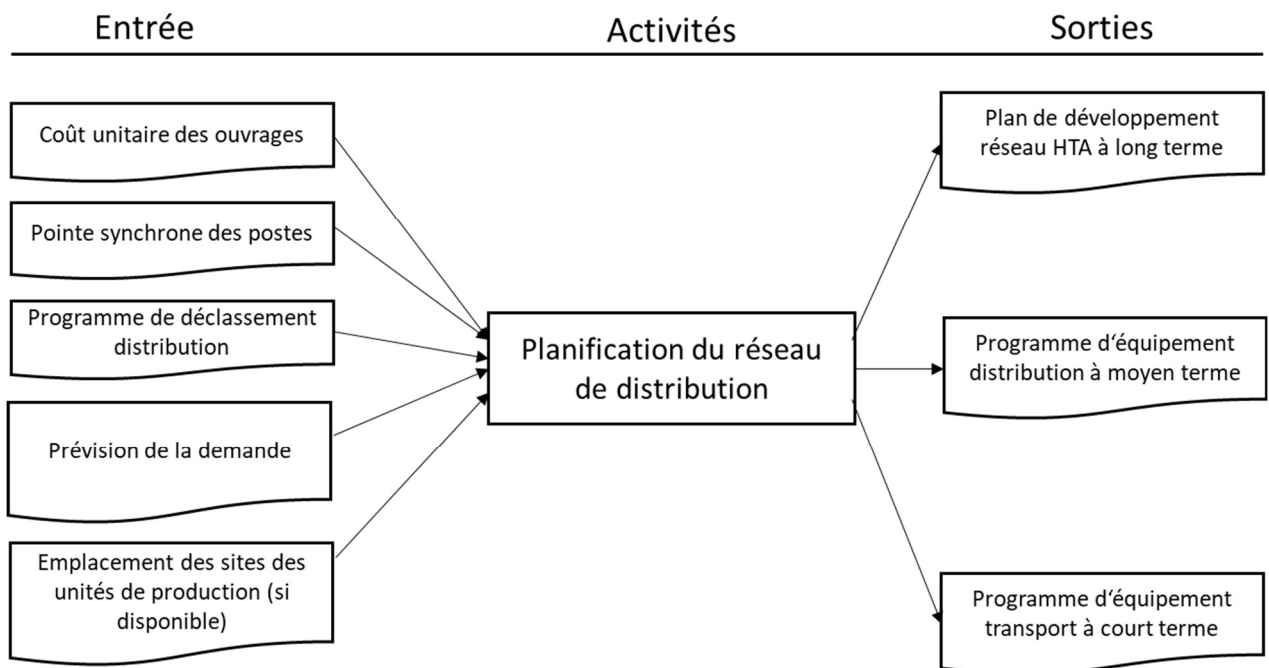 Entrée
Activités
Sorties
Coût unitaire des ouvrages
Pointe synchrone des postes
Programme de déclassement
distribution
Prévision de la demande
Emplacement des sites des
unités de production (si
disponible)
Planification du réseau
de distribution
Plan de développement
réseau HTA à long terme
Programme d‘équipement
distribution à moyen terme
Programme d‘équipement
transport à court terme